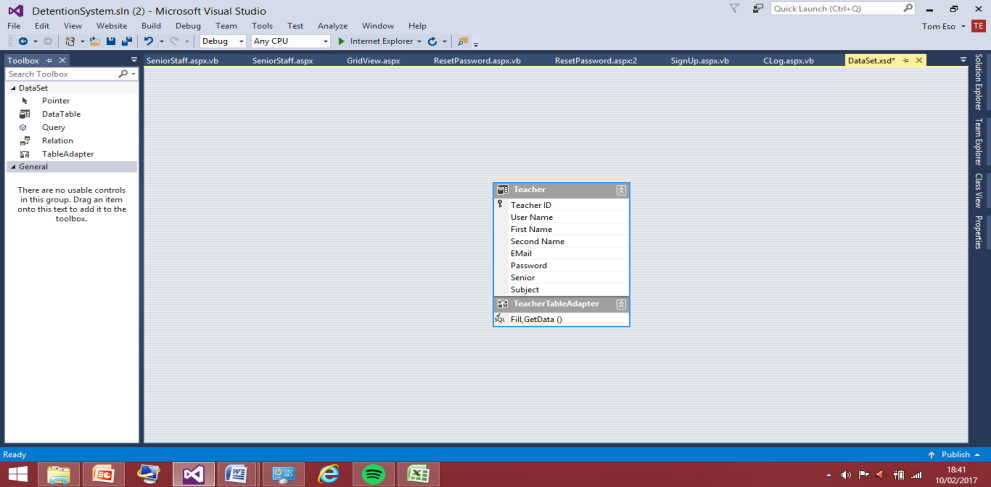 DetentionSystem.sln (2) - Microsoft Visual Studio
Quick Launch (Ctrl+Q)
File Edit View Website Build Debug Team Tools Test Analyze Window Help
Tom Eso TE
Debug Any CPU Internet Explorer
Toolbox
SeniorStaff.aspx.vb SeniorStaff.aspx GridView.aspx ResetPassword.aspx.vb ResetPassword.aspx:2 SignUp.aspx.vb CLog.aspx.vb DataSet.xsd*
Search Toolbox
DataSet
Pointer
DataTable
Query
Relation
TableAdapter
General
There are no usable controls
in this group. Drag an item
onto this text to add it to the
toolbox.
Teacher
Teacher ID
User Name
First Name
Second Name
EMail
Password
Senior
Subject
TeacherTableAdapter
SQL Fill,GetData ()
Solution Explorer
Team Explorer
Class View
Properties
Ready
Publish
18:41
10/02/2017